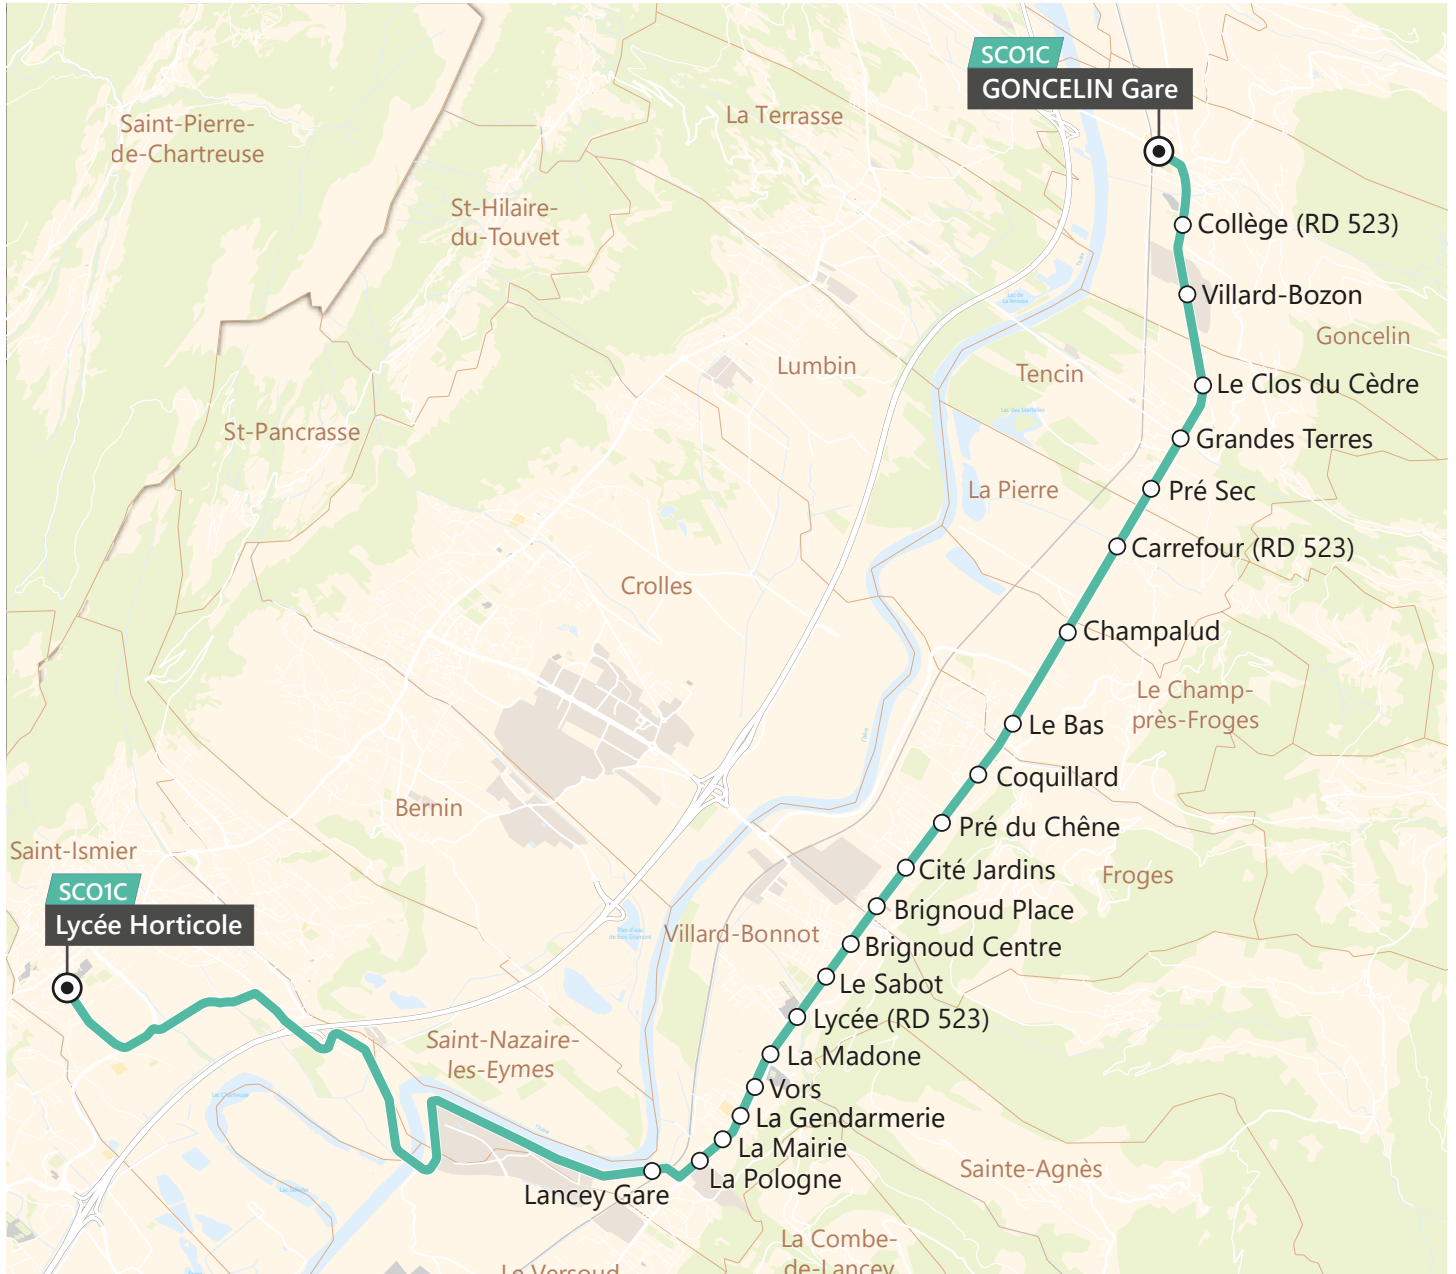 SCO1C
GONCELIN Gare
La Terrasse
Saint-Pierre-
de-Chartreuse
St-Hilaire-
du-Touvet
Collège (RD 523)
Villard-Bozon
Goncelin
Lumbin
Tencin
Le Clos du Cèdre
St-Pancrasse
Grandes Terres
La Pierre
Pré Sec
Carrefour (RD 523)
Crolles
Champalud
Le Champ-
près-Froges
Le Bas
Coquillard
Bernin
Pré du Chêne
Saint-Ismier
Cité Jardins
Froges
SCO1C
Lycée Horticole
Brignoud Place
Villard-Bonnot
Brignoud Centre
Le Sabot
Lycée (RD 523)
Saint-Nazaire-
les-Eymes
La Madone
Vors
La Gendarmerie
La Mairie
Sainte-Agnès
La Pologne
Lancey Gare
La Combe-
de-Lancey
Le Versoud